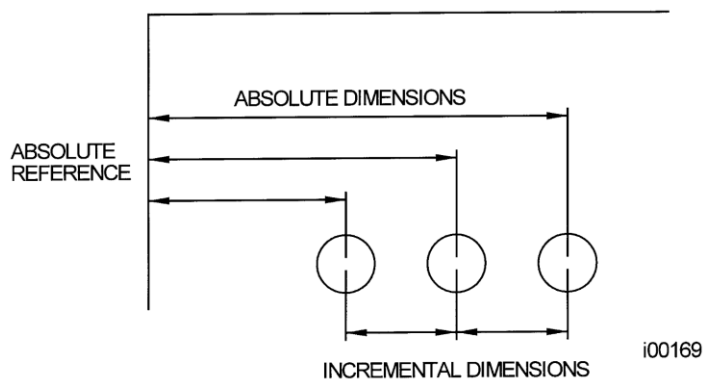 ABSOLUTE DIMENSIONS
ABSOLUTE
REFERENCE
INCREMENTAL DIMENSIONS
i00169